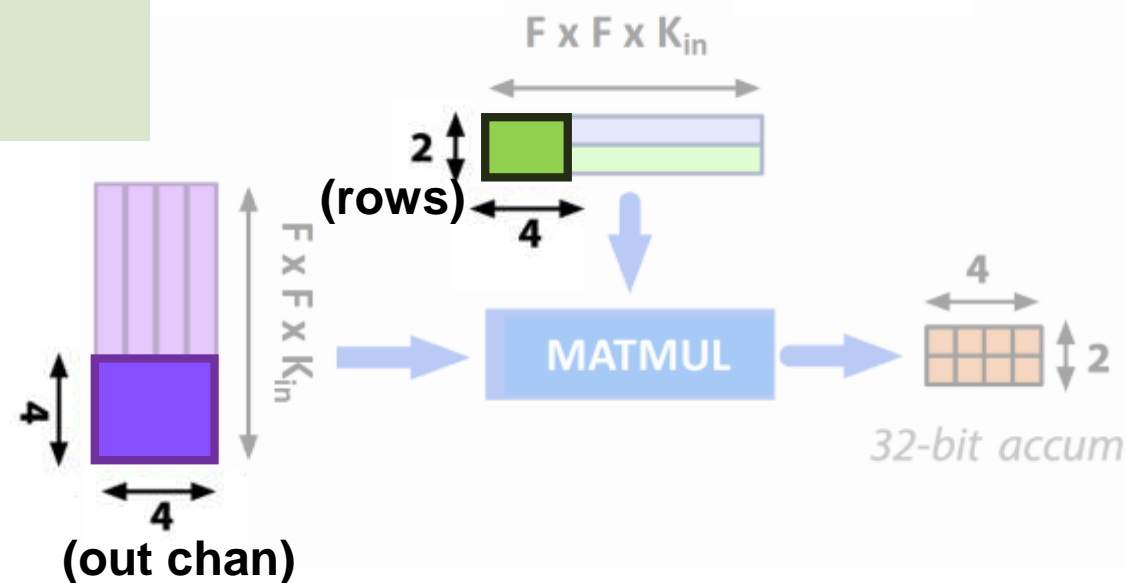 F x F x Kin
2
(rows)
4
F x F x Kin
4
4
(out chan)
MATMUL
4
2
32-bit accum